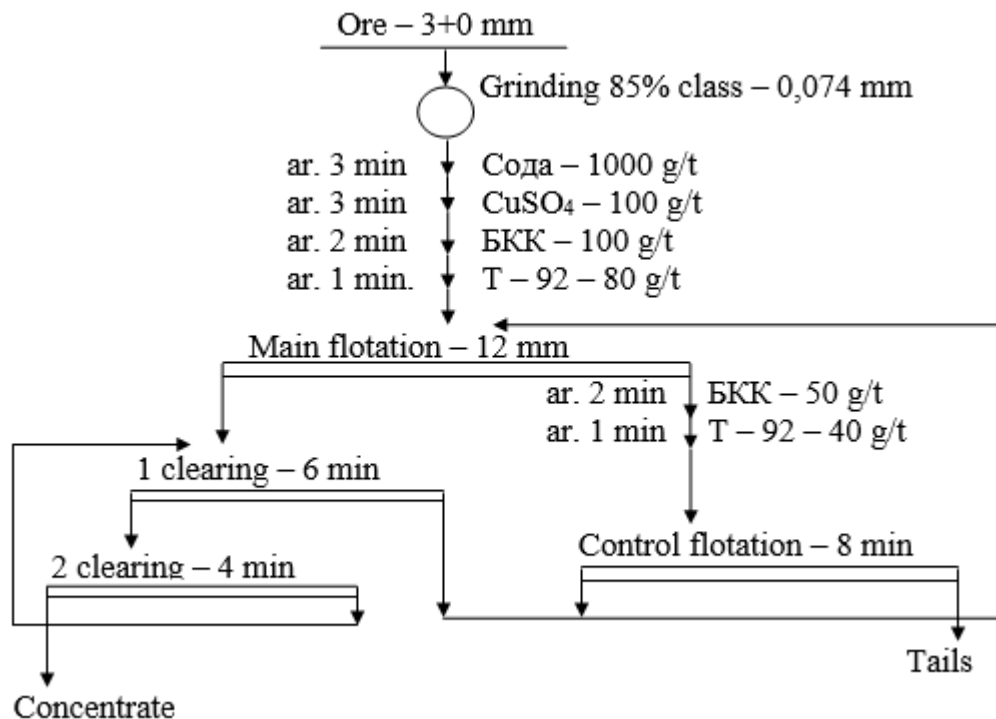 Ore – 3+0 mm
Grinding 85% class – 0,074 mm
ar. 3 min Сода – 1000 g/t
ar. 3 min CuSO₄ – 100 g/t
ar. 2 min БКК – 100 g/t
ar. 1 min. Т – 92 – 80 g/t
Main flotation – 12 mm
ar. 2 min БКК – 50 g/t
ar. 1 min Т – 92 – 40 g/t
1 clearing – 6 min
Control flotation – 8 min
2 clearing – 4 min
Tails
Concentrate